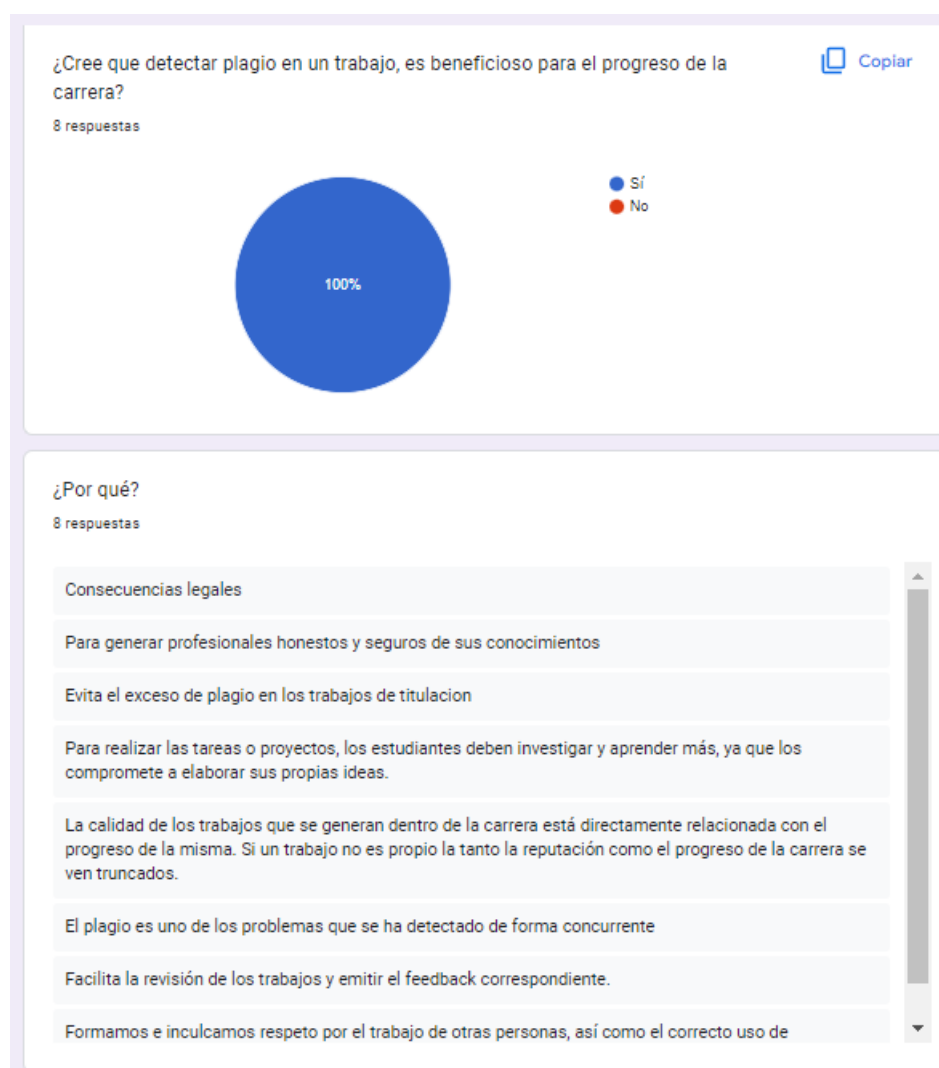 ¿Cree que detectar plagio en un trabajo, es beneficioso para el progreso de la
carrera?
Copiar
8 respuestas
Sí
No
100%
¿Por qué?
8 respuestas
Consecuencias legales
Para generar profesionales honestos y seguros de sus conocimientos
Evita el exceso de plagio en los trabajos de titulacion
Para realizar las tareas o proyectos, los estudiantes deben investigar y aprender más, ya que los
compromete a elaborar sus propias ideas.
La calidad de los trabajos que se generan dentro de la carrera está directamente relacionada con el
progreso de la misma. Si un trabajo no es propio la tanto la reputación como el progreso de la carrera se
ven truncados.
El plagio es uno de los problemas que se ha detectado de forma concurrente
Facilita la revisión de los trabajos y emitir el feedback correspondiente.
Formamos e inculcamos respeto por el trabajo de otras personas, así como el correcto uso de